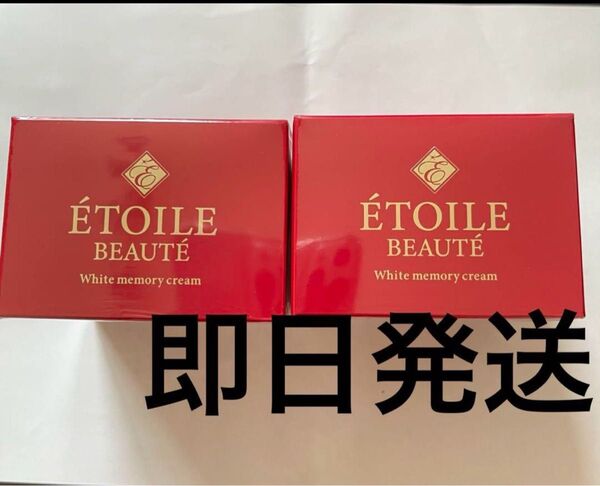 ÉTOILE
BEAUTÉ
White memory cream
ÉTOILE
BEAUTÉ
White memory cream
即日発送